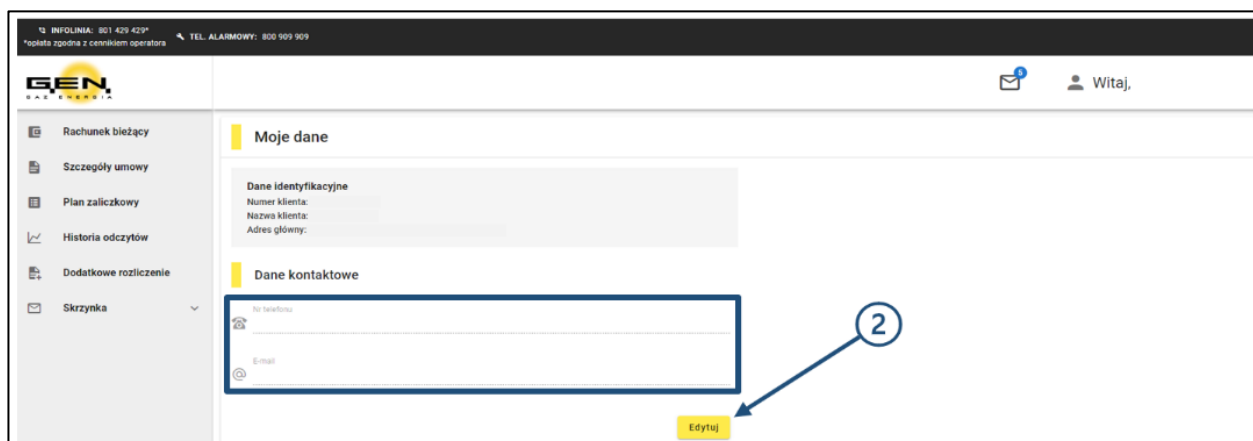 INFOLINIA: 801 429 429*
*opłata zgodna z cennikiem operatora
TEL. ALARMOWY: 800 909 909
G.EN.
GAZ ENERGIA
5
Witaj,
Rachunek bieżący
Szczegóły umowy
Plan zaliczkowy
Historia odczytów
Dodatkowe rozliczenie
Skrzynka
Moje dane
Dane identyfikacyjne
Numer klienta:
Nazwa klienta:
Adres główny:
Dane kontaktowe
Nr telefonu
E-mail
2
Edytuj